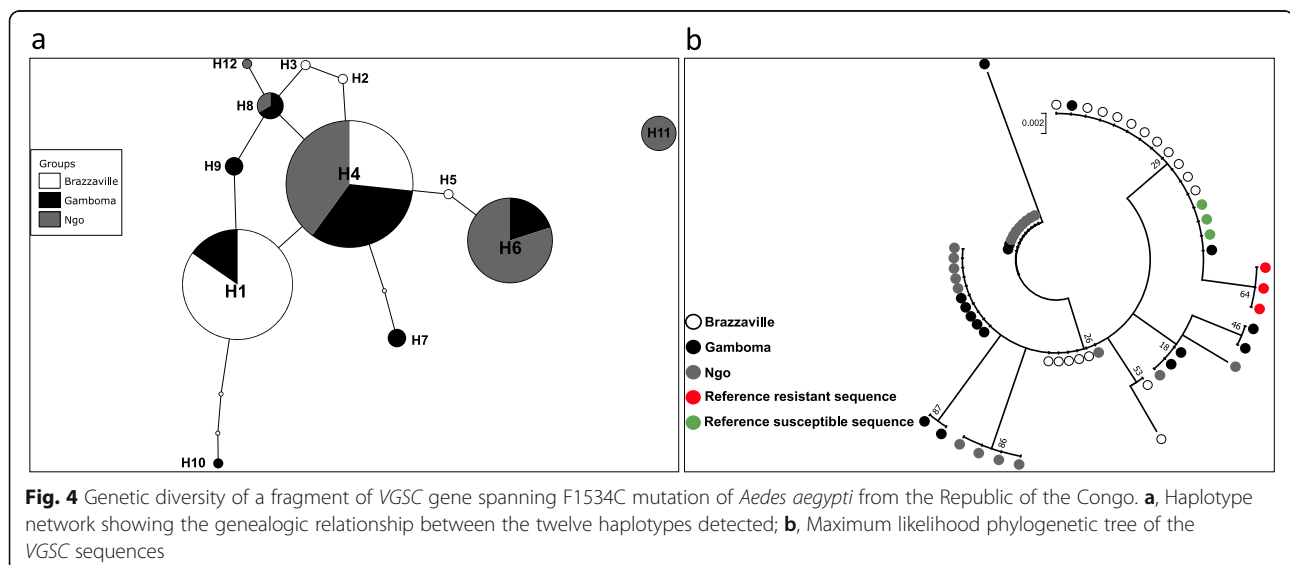 a
H12
H3
H2
H8
H9
H4
H5
H11
H6
H1
H7
H10
Groups
Brazzaville
Gamboma
Ngo
b
0.002
29
64
46
18
53
26
87
86
Brazzaville
Gamboma
Ngo
Reference resistant sequence
Reference susceptible sequence
Fig. 4 Genetic diversity of a fragment of VGSC gene spanning F1534C mutation of Aedes aegypti from the Republic of the Congo. a, Haplotype
network showing the genealogic relationship between the twelve haplotypes detected; b, Maximum likelihood phylogenetic tree of the
VGSC sequences